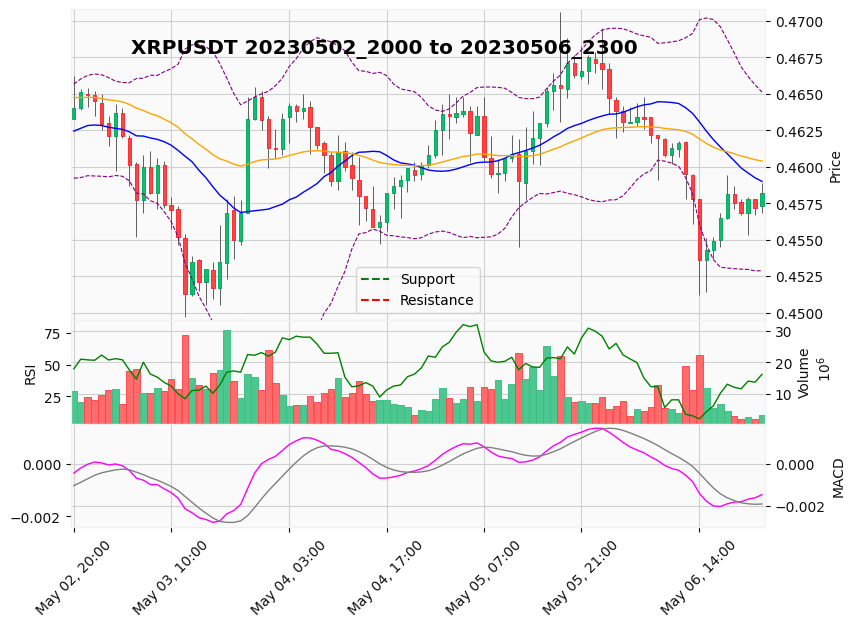 XRPUSDT 20230502_2000 to 20230506_2300
0.4700
0.4675
0.4650
0.4625
0.4600
0.4575
0.4550
0.4525
0.4500
Price
Support
Resistance
75
50
25
RSI
30
20
10
Volume
10^6
0.000
−0.002
0.000
−0.002
MACD
May 02, 20:00
May 03, 10:00
May 04, 03:00
May 04, 17:00
May 05, 07:00
May 05, 21:00
May 06, 14:00